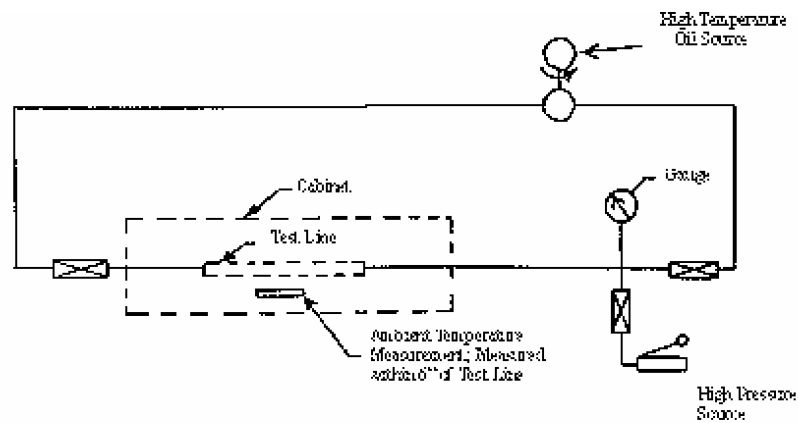 High Temperature
Oil Source
Gauge
Cabinet
Test Line
Ambient Temperature
Measurement; Measured
within 6" of Test Line
High Pressure
Source